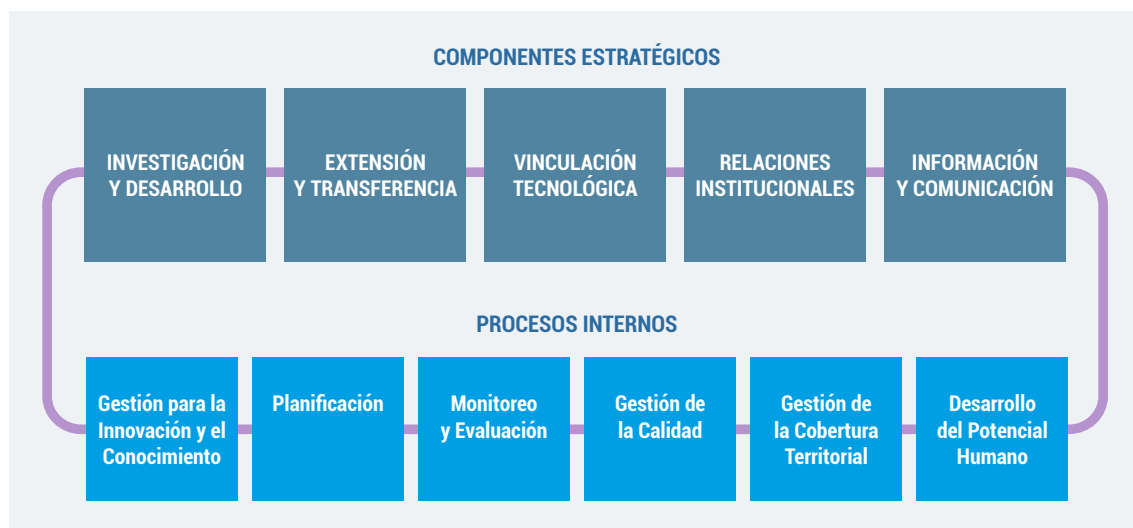 COMPONENTES ESTRATÉGICOS
INVESTIGACIÓN
Y DESARROLLO
EXTENSIÓN
Y TRANSFERENCIA
VINCULACIÓN
TECNOLÓGICA
RELACIONES
INSTITUCIONALES
INFORMACIÓN
Y COMUNICACIÓN
PROCESOS INTERNOS
Gestión para la
Innovación y el
Conocimiento
Planificación
Monitoreo
y Evaluación
Gestión de
la Calidad
Gestión de
la Cobertura
Territorial
Desarrollo
del Potencial
Humano